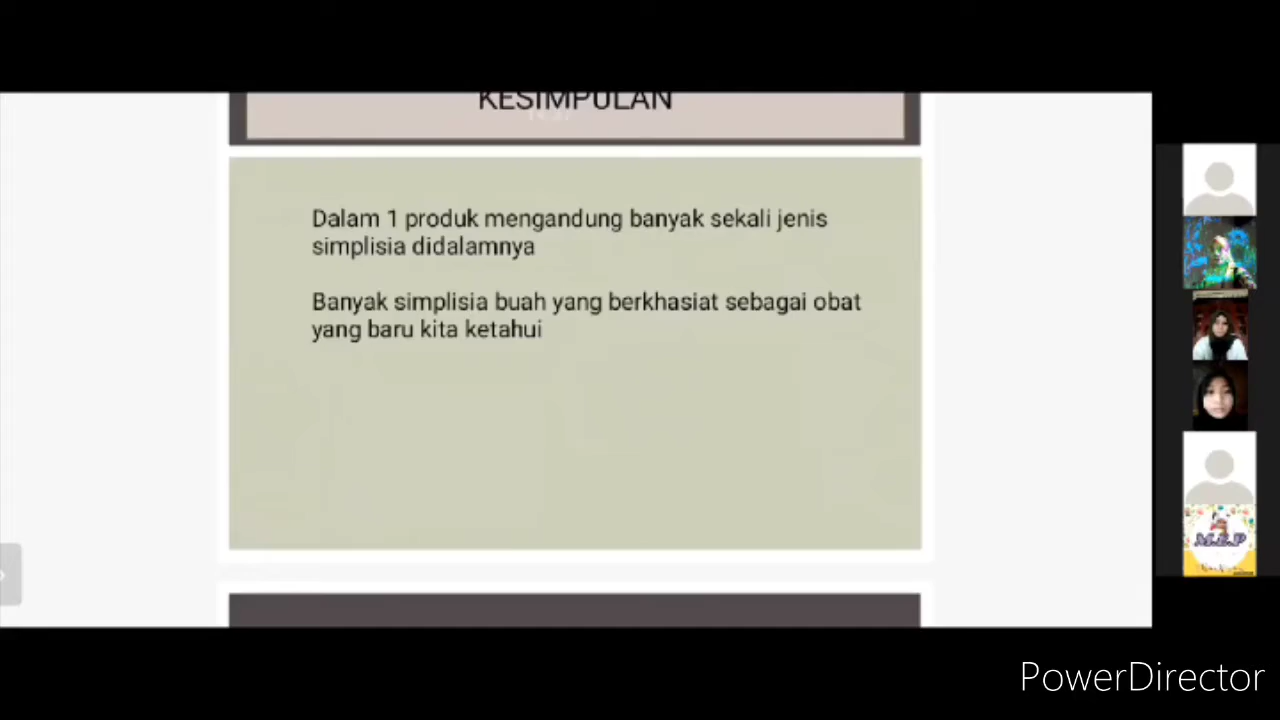 KESIMPULAN
Dalam 1 produk mengandung banyak sekali jenis
simplisia didalamnya
Banyak simplisia buah yang berkhasiat sebagai obat
yang baru kita ketahui
PowerDirector